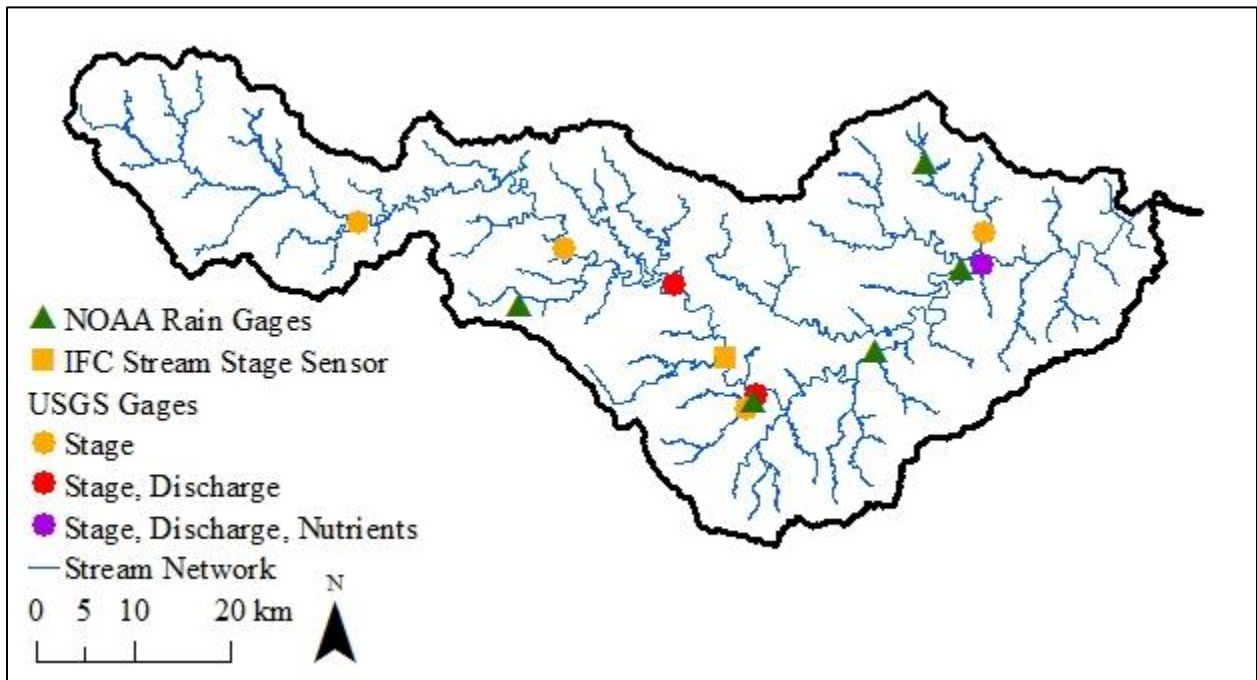 NOAA Rain Gages
IFC Stream Stage Sensor
USGS Gages
Stage
Stage, Discharge
Stage, Discharge, Nutrients
Stream Network
N
0 5 10 20 km